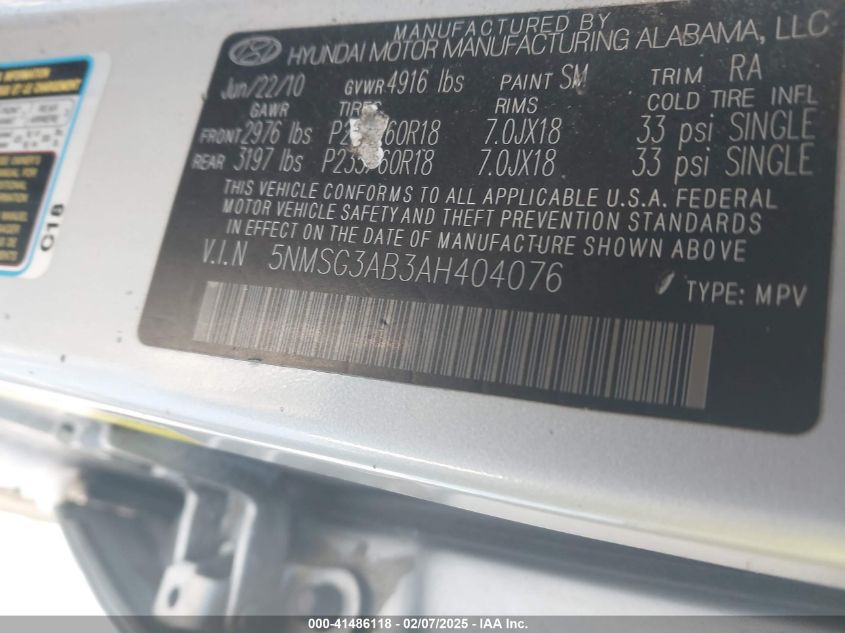 MANUFACTURED BY
HYUNDAI MOTOR MANUFACTURING ALABAMA, LLC
Jun/22/10 GVWR 4916 lbs PAINT SM TRIM RA
GAWR TIRES RIMS COLD TIRE INFL
FRONT 2976 lbs 60R18 7.0JX18 33 psi SINGLE
REAR 3197 lbs 60R18 7.0JX18 33 psi SINGLE
THIS VEHICLE CONFORMS TO ALL APPLICABLE U.S.A. FEDERAL
MOTOR VEHICLE SAFETY AND THEFT PREVENTION STANDARDS
IN EFFECT ON THE DATE OF MANUFACTURE SHOWN ABOVE
V.I.N 5NMSG3AB3AH404076
TYPE: MPV
C18
000-41486118 - 02/07/2025 - IAA Inc.